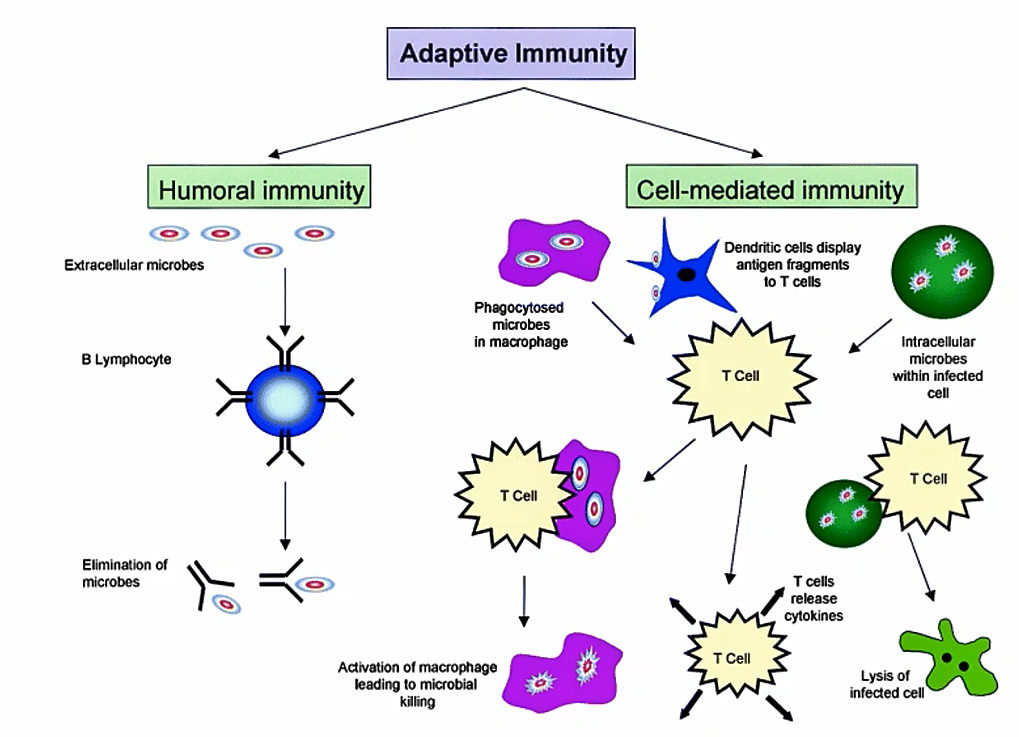 Adaptive Immunity
Humoral immunity
Extracellular microbes
B Lymphocyte
Elimination of
microbes
Cell-mediated immunity
Phagocytosed
microbes
in macrophage
Dendritic cells display
antigen fragments
to T cells
Intracellular
microbes
within infected
cell
T Cell
T Cell
T Cell
Activation of macrophage
leading to microbial
killing
T cells
release
cytokines
T Cell
Lysis of
infected cell